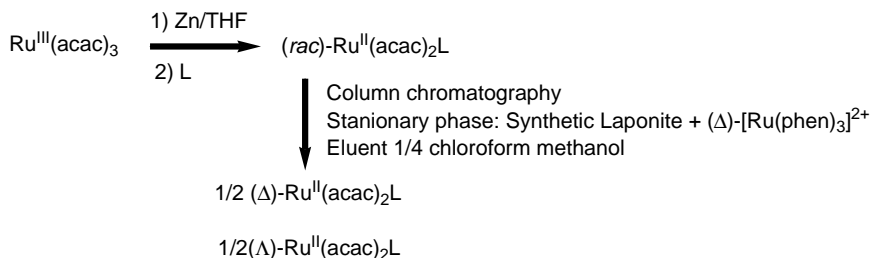 1) Zn/THF
Ru^III(acac)₃ (rac)-Ru^II(acac)₂L
2) L
Column chromatography
Stanionary phase: Synthetic Laponite + (Δ)-[Ru(phen)₃]²⁺
Eluent 1/4 chloroform methanol
1/2 (Δ)-Ru^II(acac)₂L
1/2(Λ)-Ru^II(acac)₂L